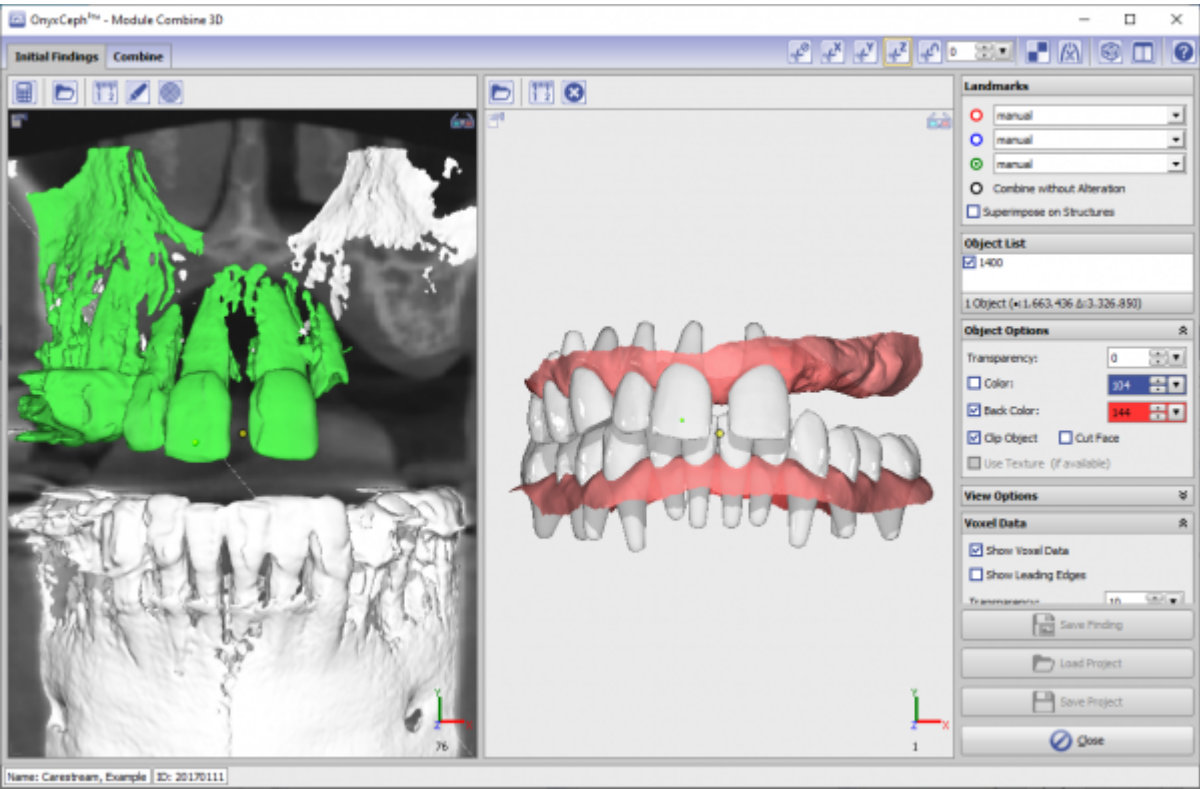 OnyxCeph³™ - Module Combine 3D
Initial Findings Combine
0
Landmarks
manual
manual
manual
Combine without Alteration
Superimpose on Structures
Object List
1400
1 Object (•:1.663.436 Δ:3.326.850)
Object Options
Transparency: 0
Color: 104
Back Color: 144
Clip Object Cut Face
Use Texture (if available)
View Options
Voxel Data
Show Voxel Data
Show Leading Edges
Transparency: 10
Save Finding
Load Project
Save Project
Close
Y
Z X
76
Y
Z X
1
Name: Carestream, Example ID: 20170111